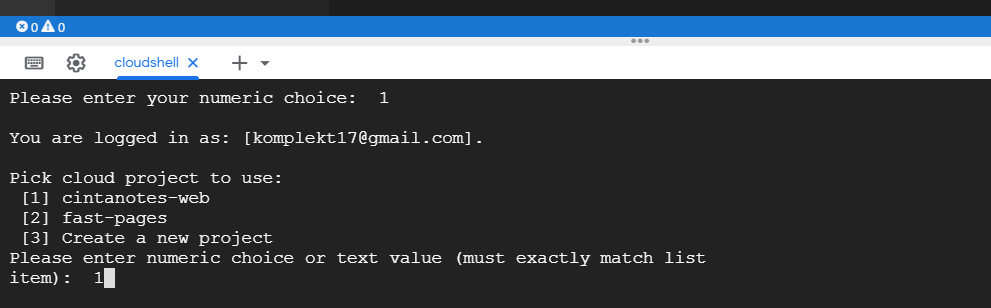 0 0
cloudshell
Please enter your numeric choice:  1
You are logged in as: [komplekt17@gmail.com].
Pick cloud project to use:
 [1] cintanotes-web
 [2] fast-pages
 [3] Create a new project
Please enter numeric choice or text value (must exactly match list
item):  1